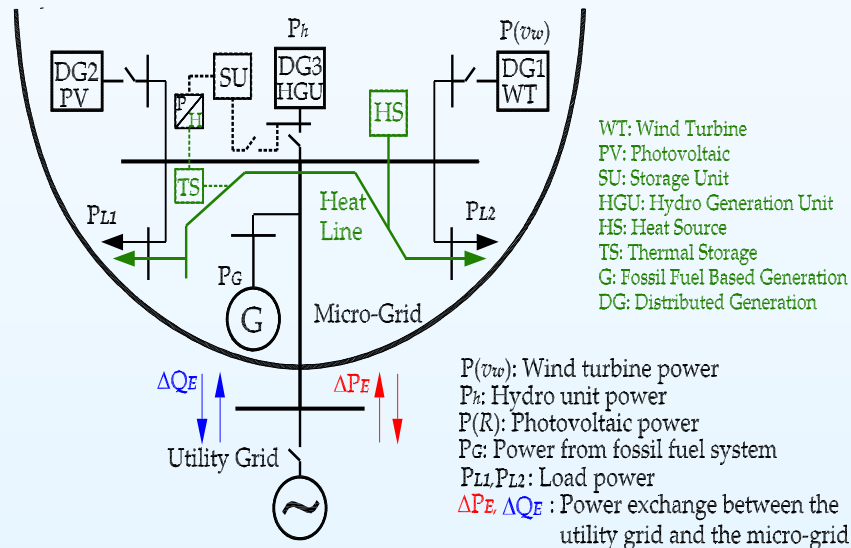 Ph
P(vw)
DG2
PV
SU
DG3
HGU
DG1
WT
P
H
HS
TS
WT: Wind Turbine
PV: Photovoltaic
SU: Storage Unit
HGU: Hydro Generation Unit
HS: Heat Source
TS: Thermal Storage
G: Fossil Fuel Based Generation
DG: Distributed Generation
PL1
Heat
Line
PL2
PG
G
Micro-Grid
ΔQE
ΔPE
Utility Grid
P(vw): Wind turbine power
Ph: Hydro unit power
P(R): Photovoltaic power
PG: Power from fossil fuel system
PL1,PL2 : Load power
ΔPE, ΔQE : Power exchange between the
utility grid and the micro-grid
~